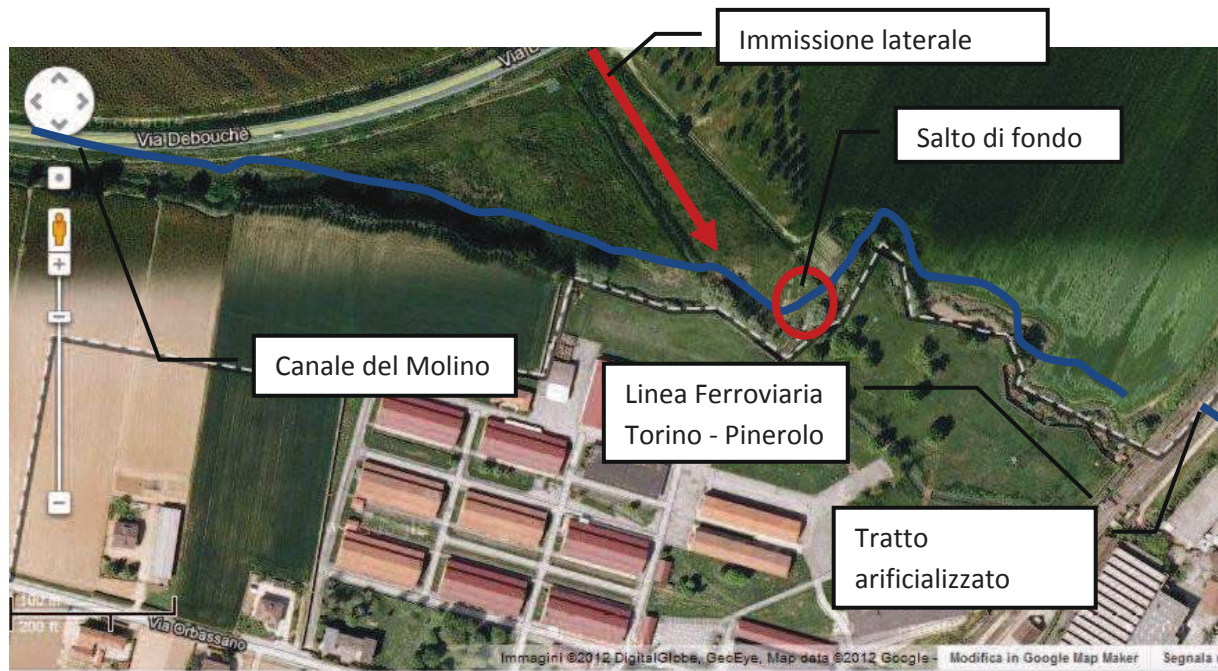 Immissione laterale
Via Debouchè
Salto di fondo
Canale del Molino
Linea Ferroviaria
Torino - Pinerolo
Tratto
arificializzato
100 m
200 ft
Via Orbassano
Immagini ©2012 DigitalGlobe, GeoEye, Map data ©2012 Google - Modifica in Google Map Maker Segnala